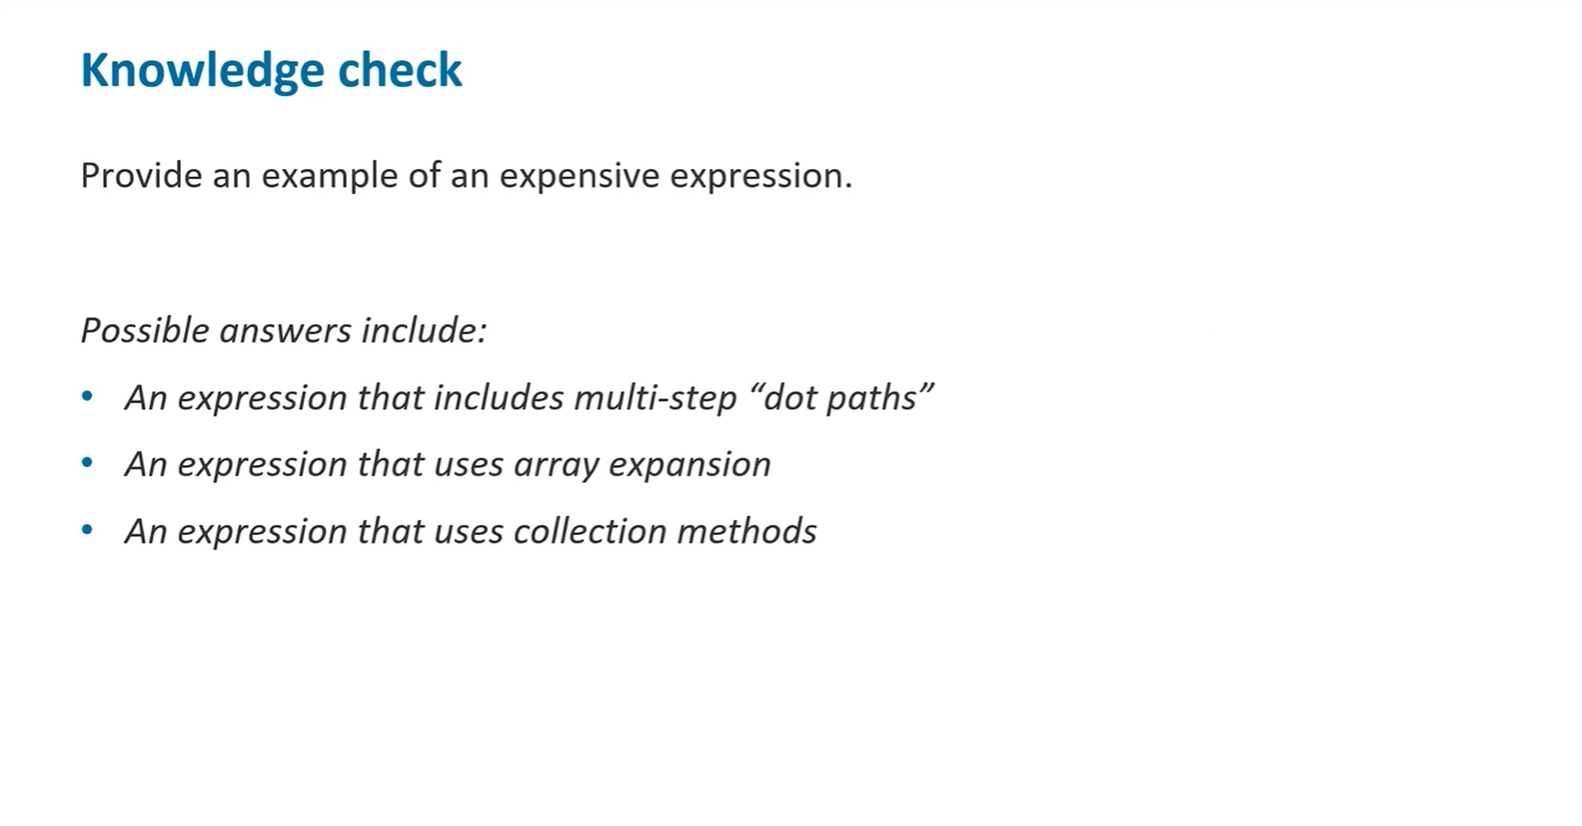 Knowledge check
Provide an example of an expensive expression.
Possible answers include:
• An expression that includes multi-step “dot paths”
• An expression that uses array expansion
• An expression that uses collection methods